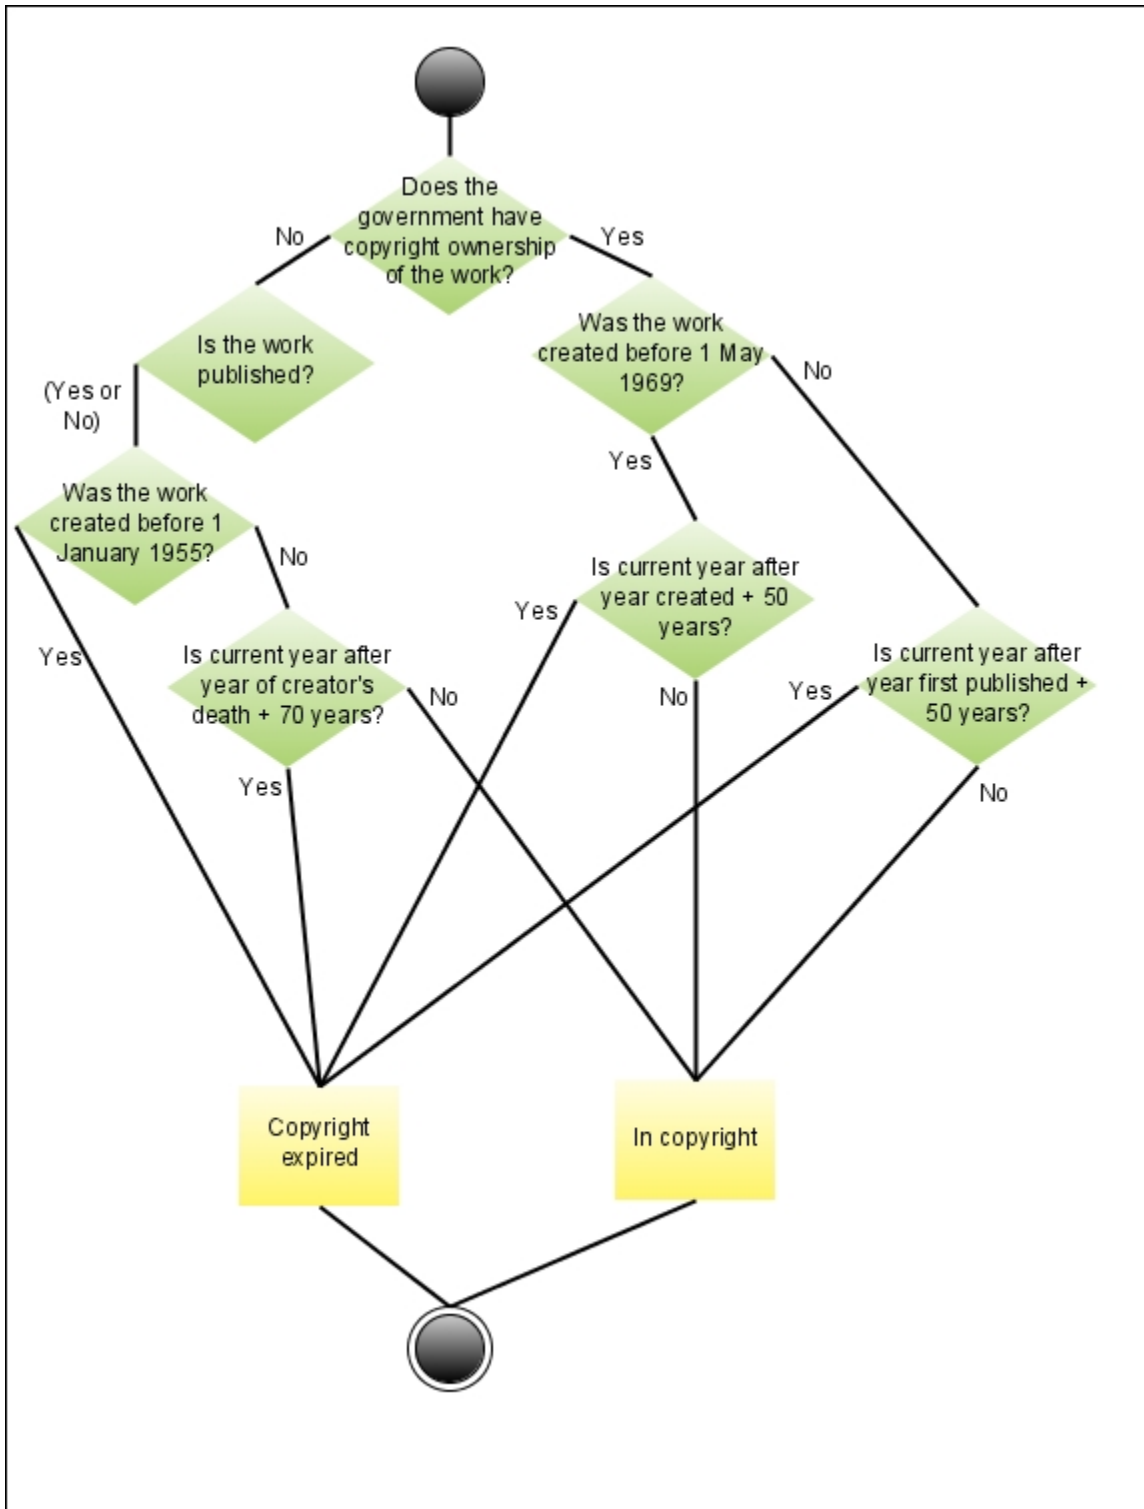 Does the
government have
copyright ownership
of the work?
No
Yes
Is the work
published?
Was the work
created before 1 May
1969?
(Yes or
No)
No
Yes
Was the work
created before 1
January 1955?
No
Is current year after
year created + 50
years?
Yes
Yes
Is current year after
year of creator's
death + 70 years?
No
No
Yes
Is current year after
year first published +
50 years?
Yes
No
Copyright
expired
In copyright